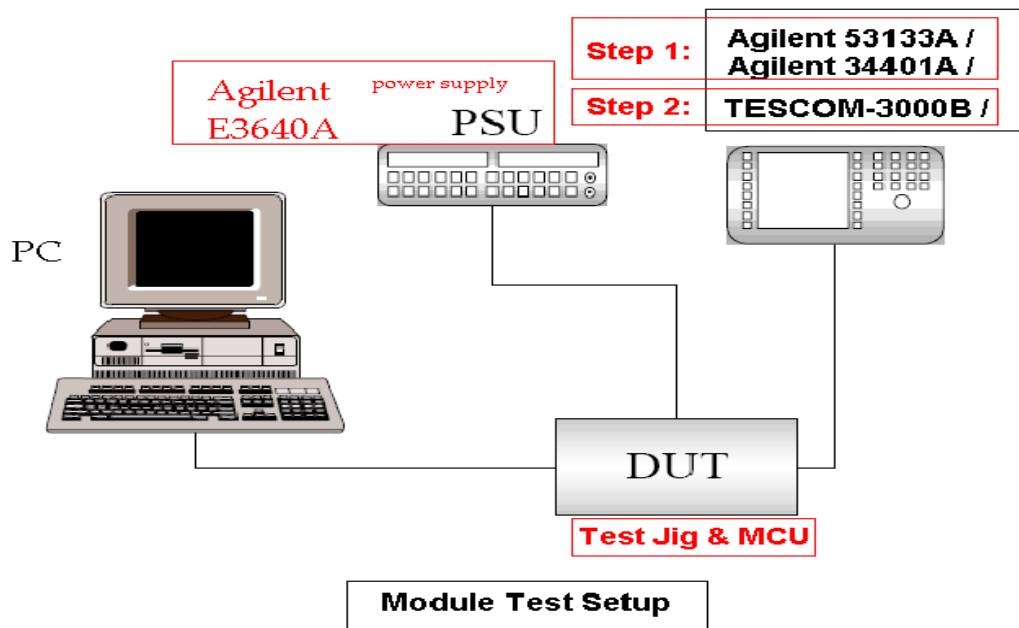 Step 1:
Agilent 53133A /
Agilent 34401A /
Step 2:
TESCOM-3000B /
Agilent
E3640A
power supply
PSU
PC
DUT
Test Jig & MCU
Module Test Setup